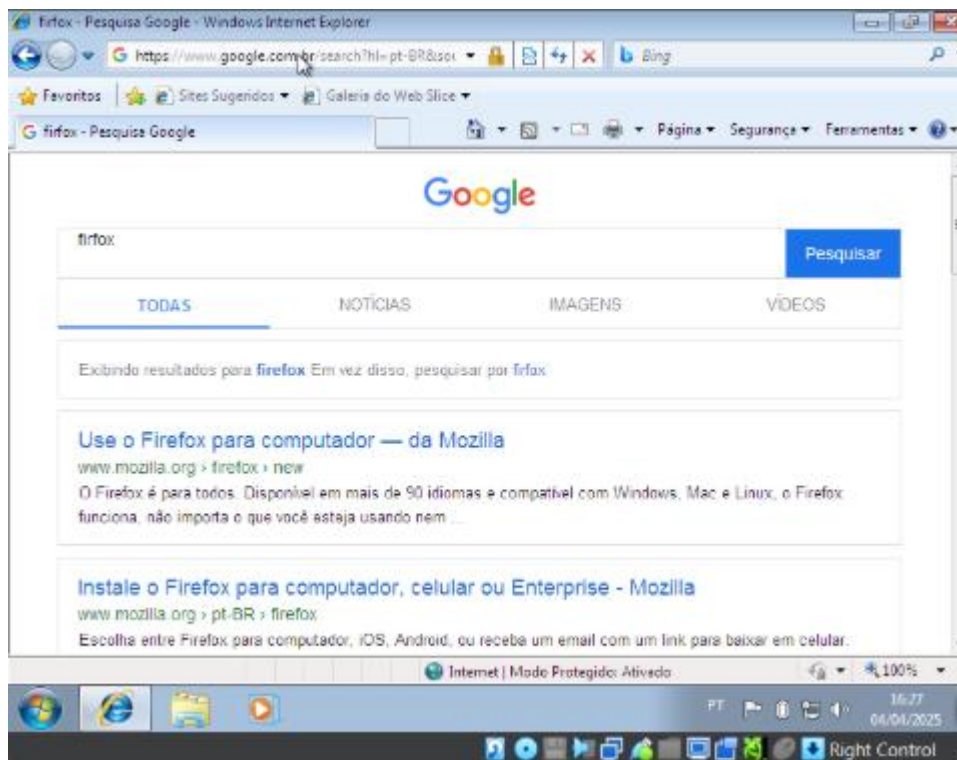 firfox - Pesquisa Google - Windows Internet Explorer
https://www.google.com.br/search?hl=pt-BR&sou
Bing
Favoritos Sites Sugeridos Galeria do Web Slice
firfox - Pesquisa Google
Página Segurança Ferramentas
Google
firfox
Pesquisar
TODAS NOTÍCIAS IMAGENS VÍDEOS
Exibindo resultados para firefox Em vez disso, pesquisar por firfox
Use o Firefox para computador — da Mozilla
www.mozilla.org › firefox › new
O Firefox é para todos. Disponível em mais de 90 idiomas e compatível com Windows, Mac e Linux, o Firefox
funciona, não importa o que você esteja usando nem ...
Instale o Firefox para computador, celular ou Enterprise - Mozilla
www.mozilla.org › pt-BR › firefox
Escolha entre Firefox para computador, iOS, Android, ou receba um email com um link para baixar em celular.
Internet | Modo Protegido: Ativado
100%
PT
16:27
04/04/2025
Right Control